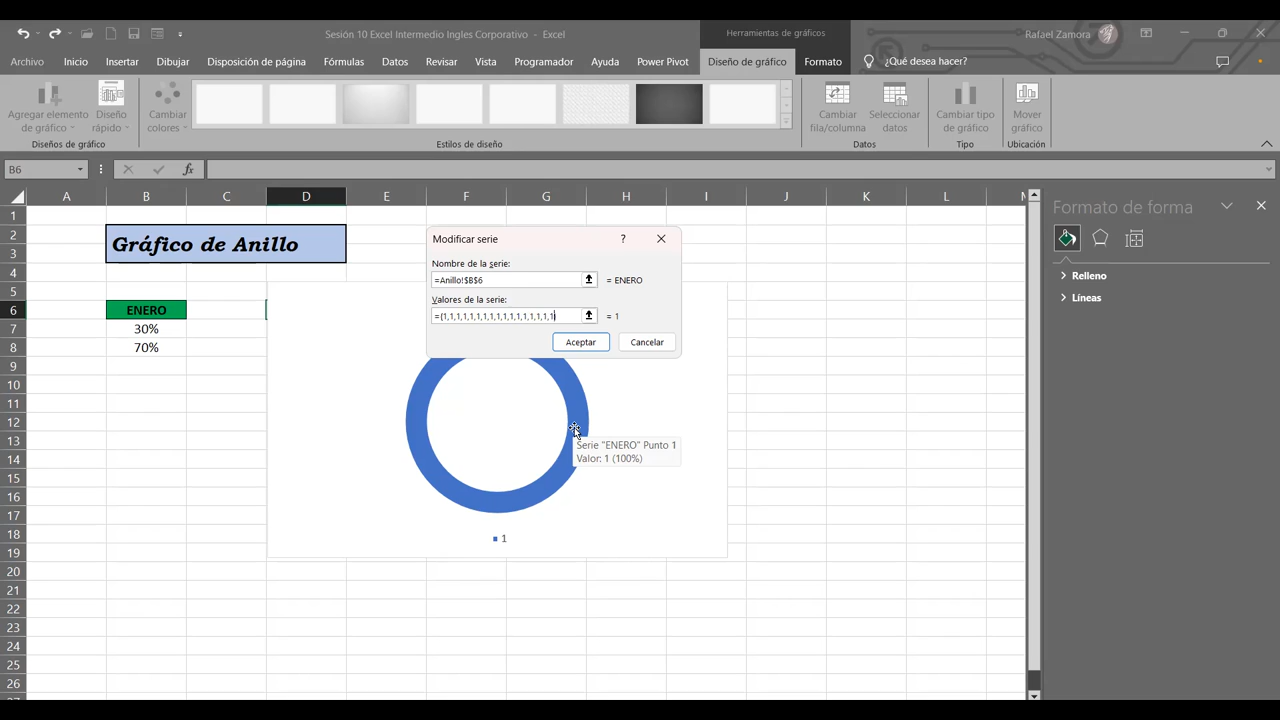 Sesión 10 Excel Intermedio Ingles Corporativo - Excel
Herramientas de gráficos
Rafael Zamora
Archivo Inicio Insertar Dibujar Disposición de página Fórmulas Datos Revisar Vista Programador Ayuda Power Pivot Diseño de gráfico Formato ¿Qué desea hacer?
Agregar elemento de gráfico
Diseño rápido
Cambiar colores
Cambiar fila/columna
Seleccionar datos
Cambiar tipo de gráfico
Mover gráfico
Diseños de gráfico
Estilos de diseño
Datos
Tipo
Ubicación
B6
fx
A B C D E F G H I J K L M
1
2
3
4
5
6
7
8
9
10
11
12
13
14
15
16
17
18
19
20
21
22
23
24
25
26
27
Gráfico de Anillo
ENERO
30%
70%
Modificar serie ?
Nombre de la serie:
=Anillo!$B$6 = ENERO
Valores de la serie:
={1,1,1,1,1,1,1,1,1,1,1,1,1,1,1,1,1 = 1
Aceptar Cancelar
Serie "ENERO" Punto 1
Valor: 1 (100%)
1
Formato de forma
Relleno
Líneas